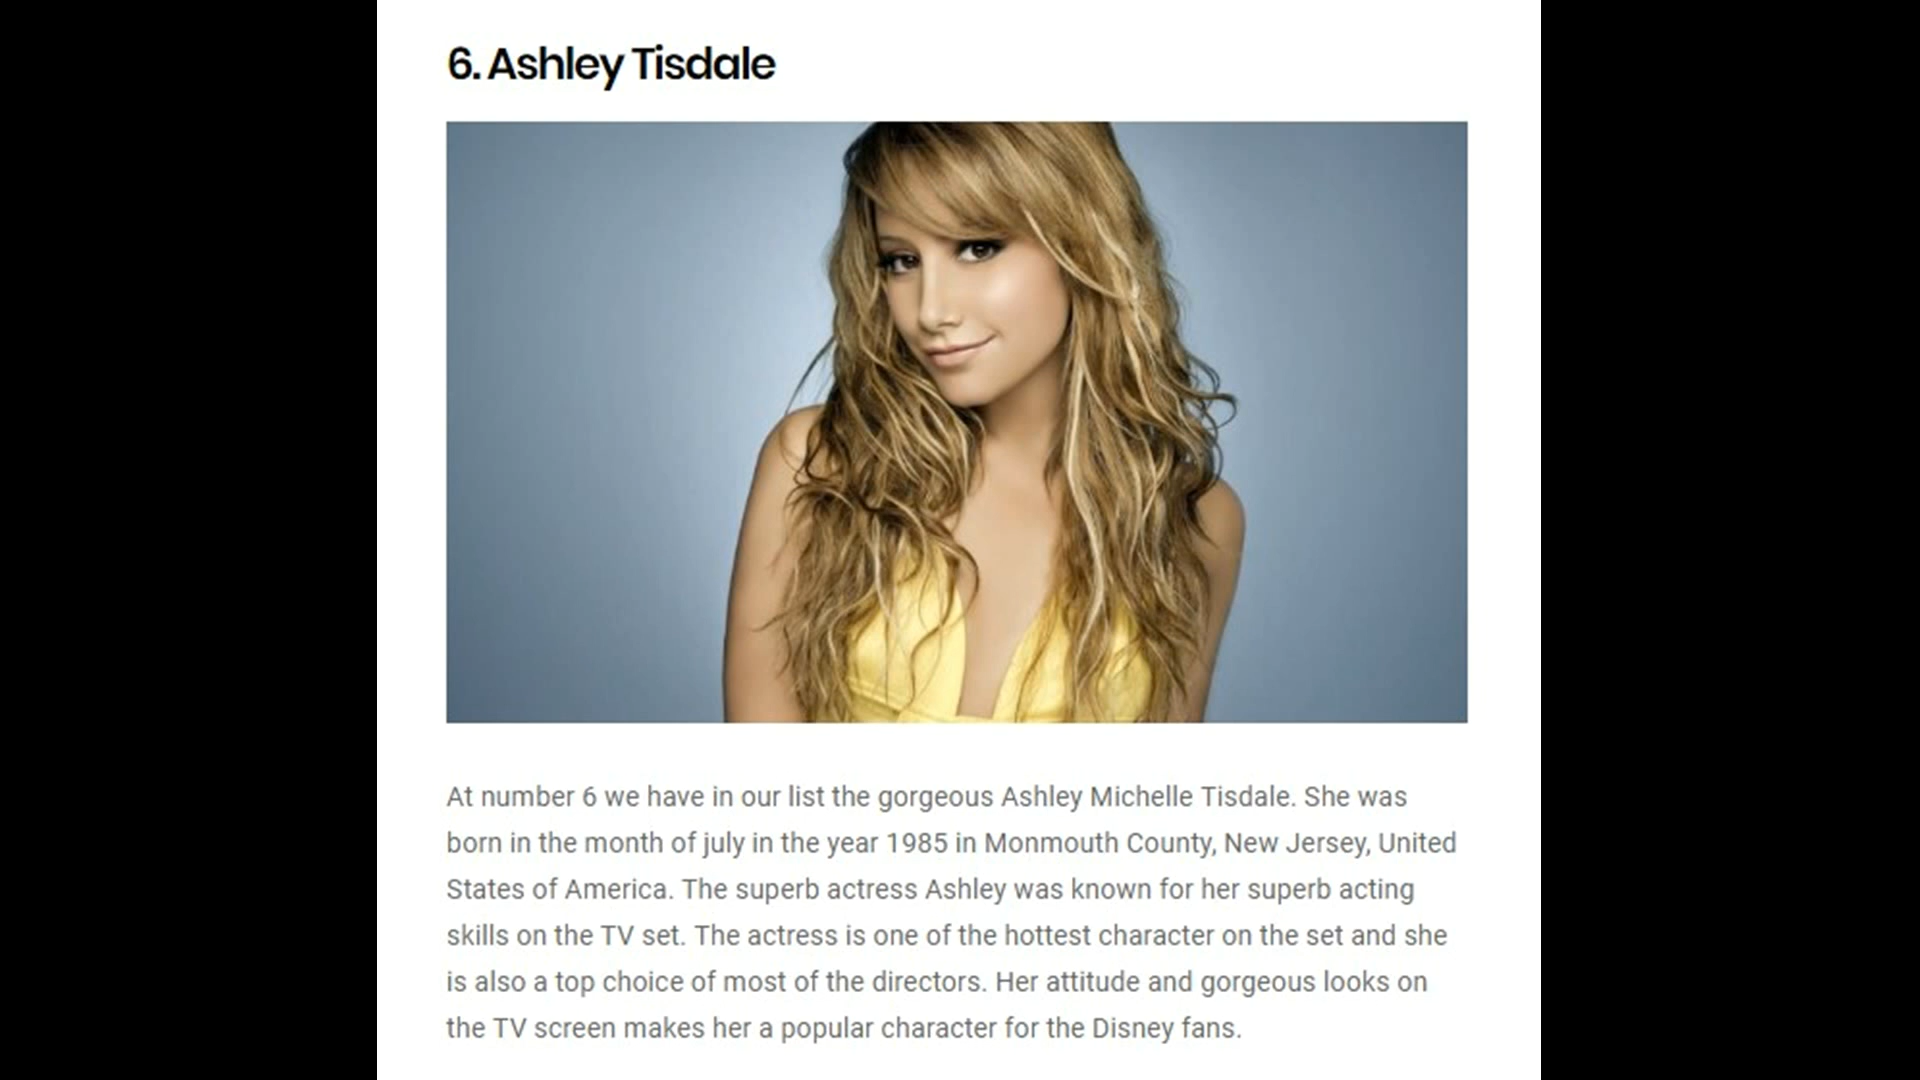 6. Ashley Tisdale
At number 6 we have in our list the gorgeous Ashley Michelle Tisdale. She was
born in the month of july in the year 1985 in Monmouth County, New Jersey, United
States of America. The superb actress Ashley was known for her superb acting
skills on the TV set. The actress is one of the hottest character on the set and she
is also a top choice of most of the directors. Her attitude and gorgeous looks on
the TV screen makes her a popular character for the Disney fans.